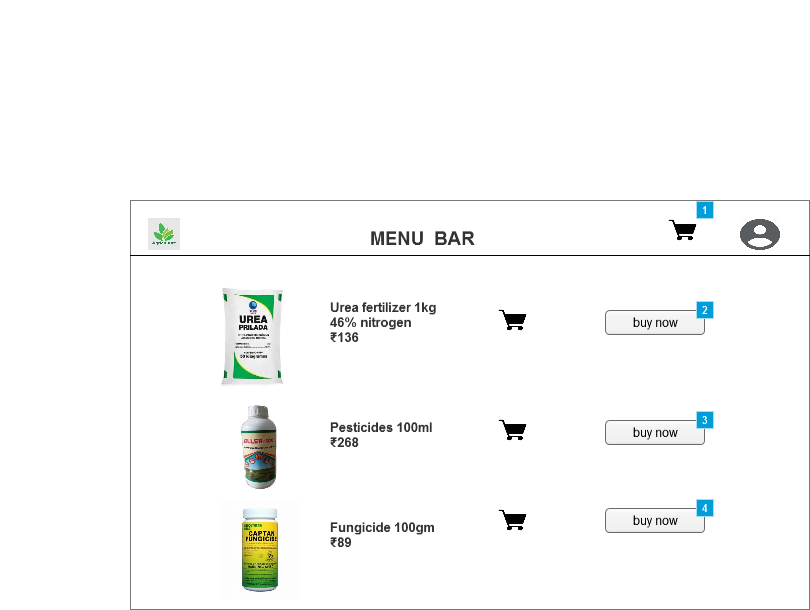 1
MENU BAR
UREA
PRILADA
Urea fertilizer 1kg
46% nitrogen
₹136
2
buy now
Pesticides 100ml
₹268
3
buy now
CAPTAN
FUNGICIDE
Fungicide 100gm
₹89
4
buy now